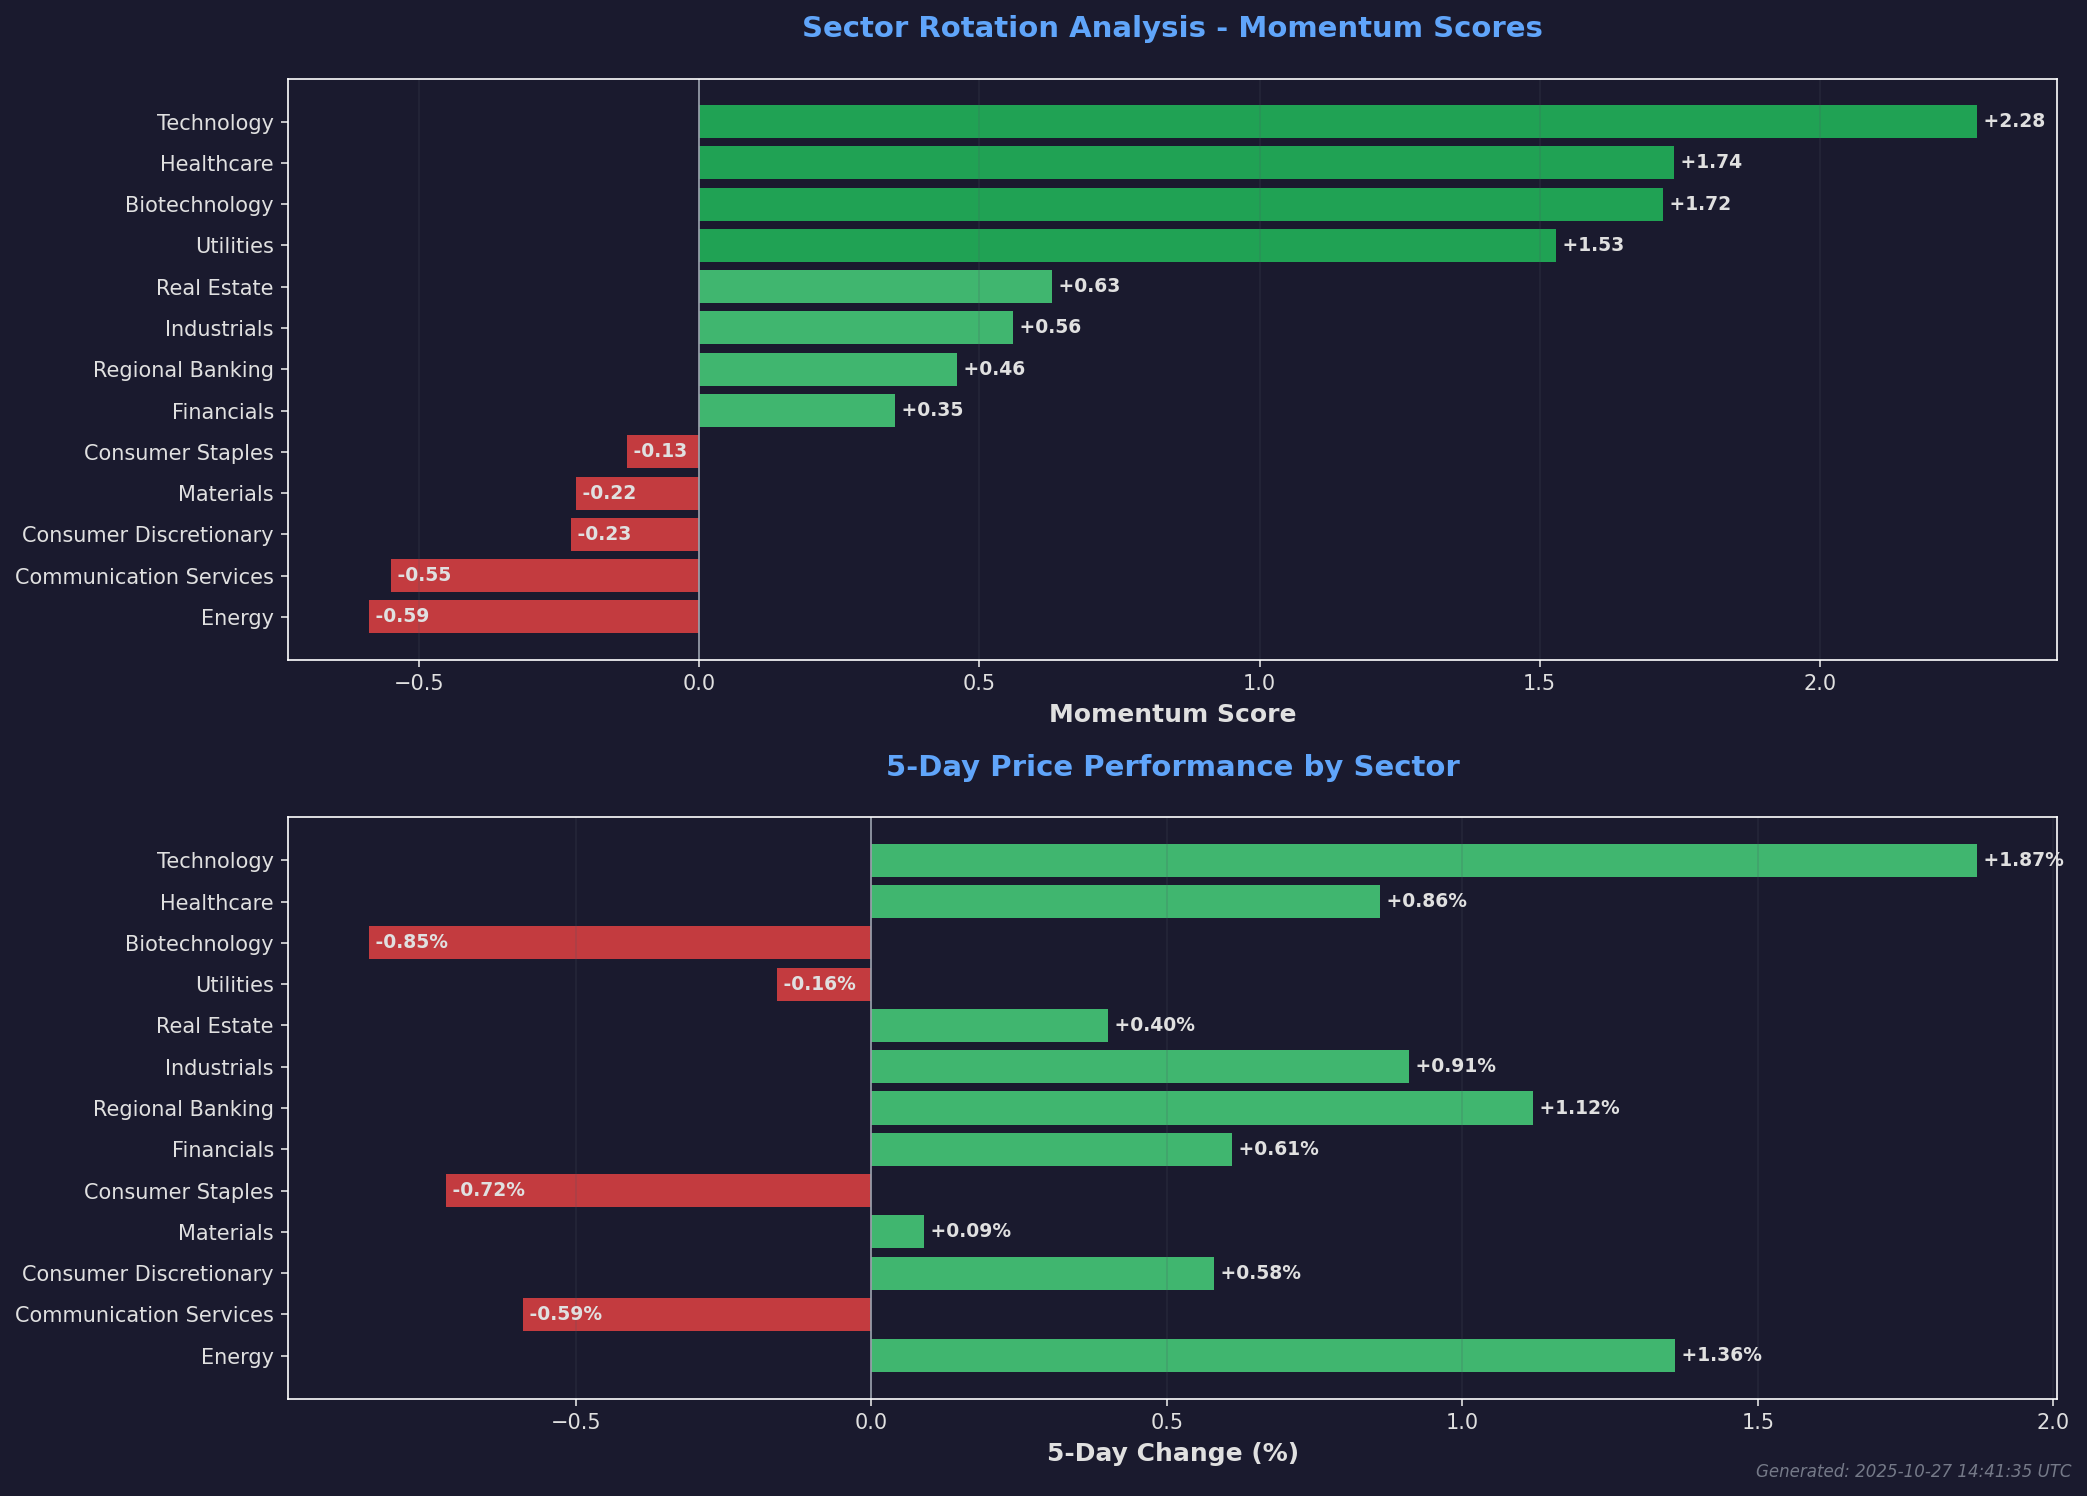 Sector Rotation Analysis - Momentum Scores
Technology +2.28
Healthcare +1.74
Biotechnology +1.72
Utilities +1.53
Real Estate +0.63
Industrials +0.56
Regional Banking +0.46
Financials +0.35
Consumer Staples -0.13
Materials -0.22
Consumer Discretionary -0.23
Communication Services -0.55
Energy -0.59
−0.5 0.0 0.5 1.0 1.5 2.0
Momentum Score
5-Day Price Performance by Sector
Technology +1.87%
Healthcare +0.86%
Biotechnology -0.85%
Utilities -0.16%
Real Estate +0.40%
Industrials +0.91%
Regional Banking +1.12%
Financials +0.61%
Consumer Staples -0.72%
Materials +0.09%
Consumer Discretionary +0.58%
Communication Services -0.59%
Energy +1.36%
−0.5 0.0 0.5 1.0 1.5 2.0
5-Day Change (%)
Generated: 2025-10-27 14:41:35 UTC